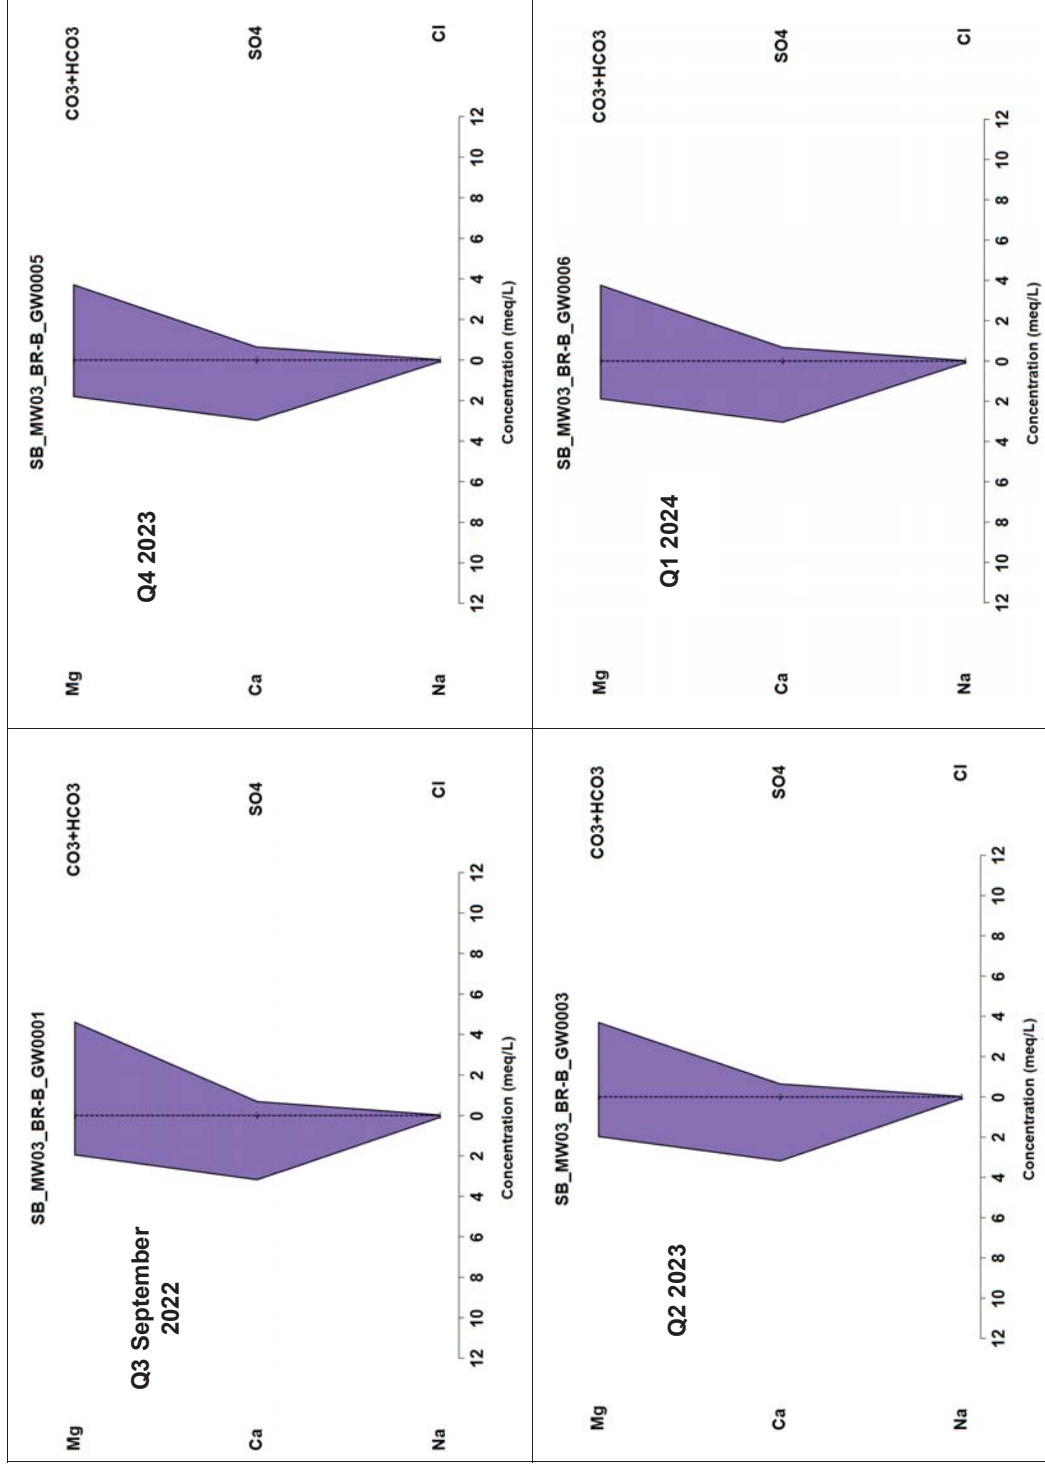 SB_MW03_BR-B_GW0001
Q3 September
2022
Mg
CO3+HCO3
Ca
SO4
Na
Cl
12 10 8 6 4 2 0 2 4 6 8 10 12
Concentration (meq/L)
SB_MW03_BR-B_GW0005
Q4 2023
Mg
CO3+HCO3
Ca
SO4
Na
Cl
12 10 8 6 4 2 0 2 4 6 8 10 12
Concentration (meq/L)
SB_MW03_BR-B_GW0003
Q2 2023
Mg
CO3+HCO3
Ca
SO4
Na
Cl
12 10 8 6 4 2 0 2 4 6 8 10 12
Concentration (meq/L)
SB_MW03_BR-B_GW0006
Q1 2024
Mg
CO3+HCO3
Ca
SO4
Na
Cl
12 10 8 6 4 2 0 2 4 6 8 10 12
Concentration (meq/L)